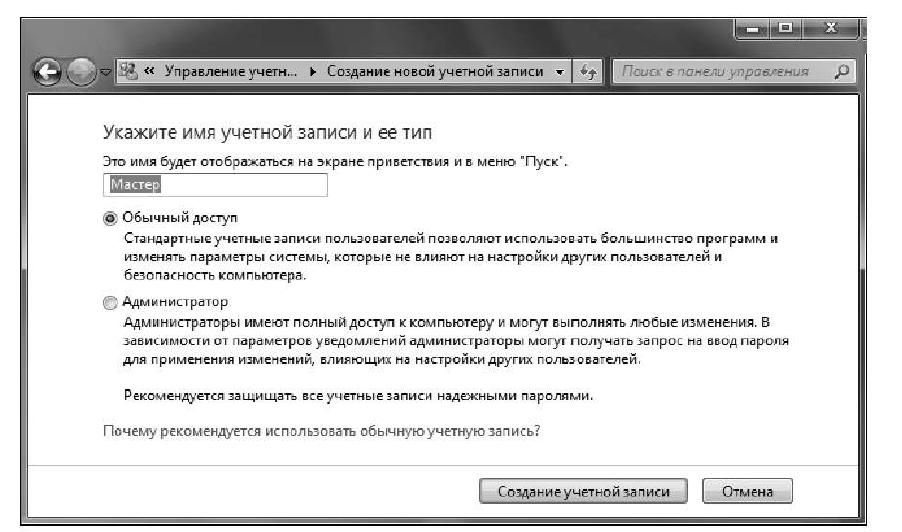 « Управление учетн... ▸ Создание новой учетной записи
Поиск в панели управления
Укажите имя учетной записи и ее тип
Это имя будет отображаться на экране приветствия и в меню "Пуск".
Мастер
Обычный доступ
Стандартные учетные записи пользователей позволяют использовать большинство программ и
изменять параметры системы, которые не влияют на настройки других пользователей и
безопасность компьютера.
Администратор
Администраторы имеют полный доступ к компьютеру и могут выполнять любые изменения. В
зависимости от параметров уведомлений администраторы могут получать запрос на ввод пароля
для применения изменений, влияющих на настройки других пользователей.
Рекомендуется защищать все учетные записи надежными паролями.
Почему рекомендуется использовать обычную учетную запись?
Создание учетной записи
Отмена